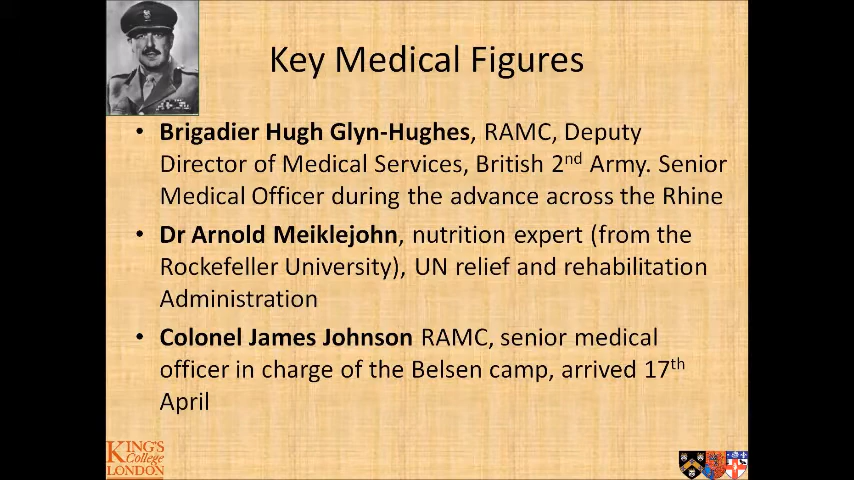 Key Medical Figures
• Brigadier Hugh Glyn-Hughes, RAMC, Deputy
Director of Medical Services, British 2nd Army. Senior
Medical Officer during the advance across the Rhine
• Dr Arnold Meiklejohn, nutrition expert (from the
Rockefeller University), UN relief and rehabilitation
Administration
• Colonel James Johnson RAMC, senior medical
officer in charge of the Belsen camp, arrived 17th
April
KING'S
College
LONDON